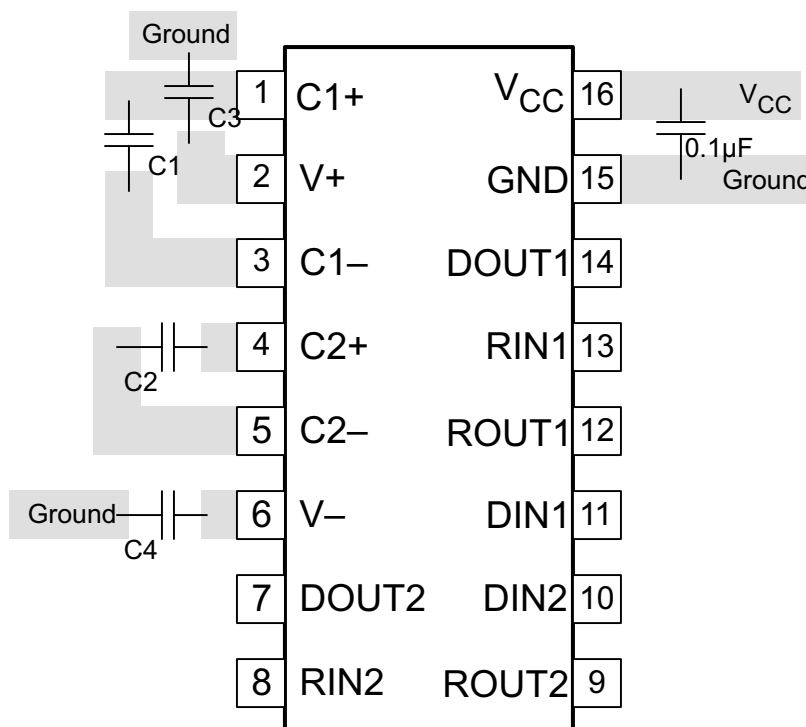 Ground
1 C1+ VCC 16 VCC
C3
C1 0.1µF
2 V+ GND 15 Ground
3 C1– DOUT1 14
4 C2+ RIN1 13
C2
5 C2– ROUT1 12
Ground 6 V– DIN1 11
C4
7 DOUT2 DIN2 10
8 RIN2 ROUT2 9